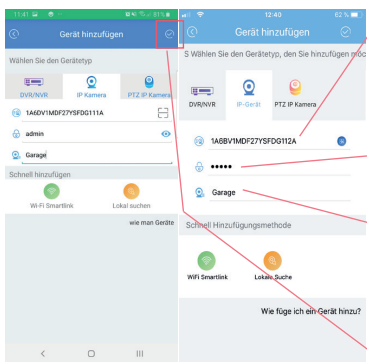 11:41
31%
Gerät hinzufügen
Wählen Sie den Gerätetyp
DVR/NVR
IP Kamera
PTZ IP Kamera
1A6DV1MDF27YSFDG111A
admin
Garage
Schnell hinzufügen
Wi-Fi Smartlink
Lokal suchen
wie man Geräte
12:40
62 %
Gerät hinzufügen
S Wählen Sie den Gerätetyp, den Sie hinzufügen möc
DVR/NVR
IP-Gerät
PTZ IP Kamera
1A8BV1MDF27YSFDG112A
•••••
Garage
Schnell Hinzufügungsmethode
WiFi Smartlink
Lokale Suche
Wie füge ich ein Gerät hinzu?